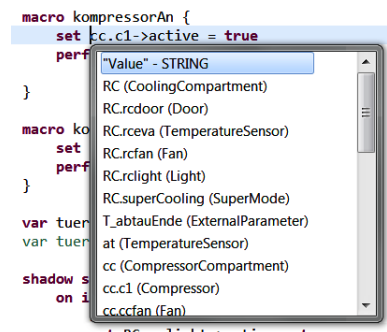 macro kompressorAn {
set cc.c1->active = true
perf
"Value" - STRING
RC (CoolingCompartment)
}
RC.rcdoor (Door)
RC.rceva (TemperatureSensor)
macro ko
RC.rcfan (Fan)
set
RC.rclight (Light)
perf
RC.superCooling (SuperMode)
}
T_abtauEnde (ExternalParameter)
var tuer
at (TemperatureSensor)
var tuer
cc (CompressorCompartment)
shadow s
cc.c1 (Compressor)
on i
cc.ccfan (Fan)